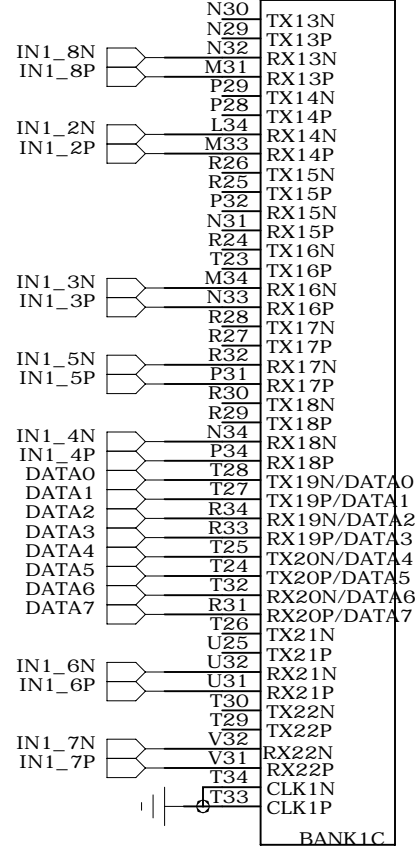 N30 TX13N
N29 TX13P
IN1_8N N32 RX13N
IN1_8P M31 RX13P
P29 TX14N
P28 TX14P
IN1_2N L34 RX14N
IN1_2P M33 RX14P
R26 TX15N
R25 TX15P
P32 RX15N
N31 RX15P
R24 TX16N
T23 TX16P
IN1_3N M34 RX16N
IN1_3P N33 RX16P
R28 TX17N
R27 TX17P
IN1_5N R32 RX17N
IN1_5P P31 RX17P
R30 TX18N
R29 TX18P
IN1_4N N34 RX18N
IN1_4P P34 RX18P
DATA0 T28 TX19N/DATA0
DATA1 T27 TX19P/DATA1
DATA2 R34 RX19N/DATA2
DATA3 R33 RX19P/DATA3
DATA4 T25 TX20N/DATA4
DATA5 T24 TX20P/DATA5
DATA6 T32 RX20N/DATA6
DATA7 R31 RX20P/DATA7
T26 TX21N
U25 TX21P
IN1_6N U32 RX21N
IN1_6P U31 RX21P
T30 TX22N
T29 TX22P
IN1_7N V32 RX22N
IN1_7P V31 RX22P
T34 CLK1N
T33 CLK1P
BANK1C